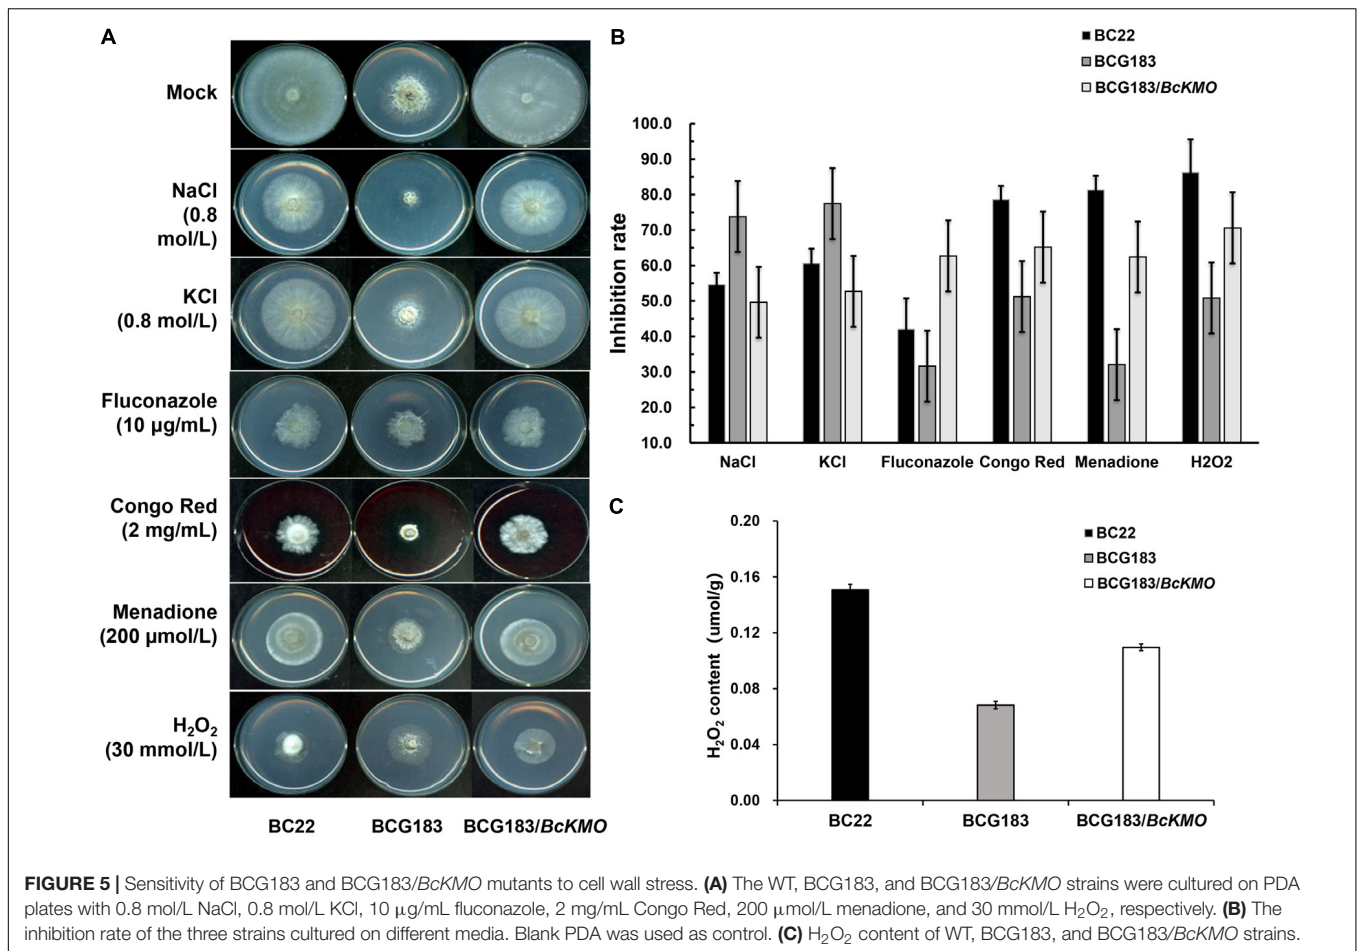 A
Mock
NaCl
(0.8
mol/L)
KCl
(0.8 mol/L)
Fluconazole
(10 µg/mL)
Congo Red
(2 mg/mL)
Menadione
(200 µmol/L)
H₂O₂
(30 mmol/L)
BC22 BCG183 BCG183/BcKMO
B
BC22
BCG183
BCG183/BcKMO
Inhibition rate
100.0
90.0
80.0
70.0
60.0
50.0
40.0
30.0
20.0
10.0
NaCl KCl Fluconazole Congo Red Menadione H2O2
C
BC22
BCG183
BCG183/BcKMO
H₂O₂ content (umol/g)
0.20
0.16
0.12
0.08
0.04
0.00
BC22 BCG183 BCG183/BcKMO
FIGURE 5 | Sensitivity of BCG183 and BCG183/BcKMO mutants to cell wall stress. (A) The WT, BCG183, and BCG183/BcKMO strains were cultured on PDA
plates with 0.8 mol/L NaCl, 0.8 mol/L KCl, 10 µg/mL fluconazole, 2 mg/mL Congo Red, 200 µmol/L menadione, and 30 mmol/L H₂O₂, respectively. (B) The
inhibition rate of the three strains cultured on different media. Blank PDA was used as control. (C) H₂O₂ content of WT, BCG183, and BCG183/BcKMO strains.